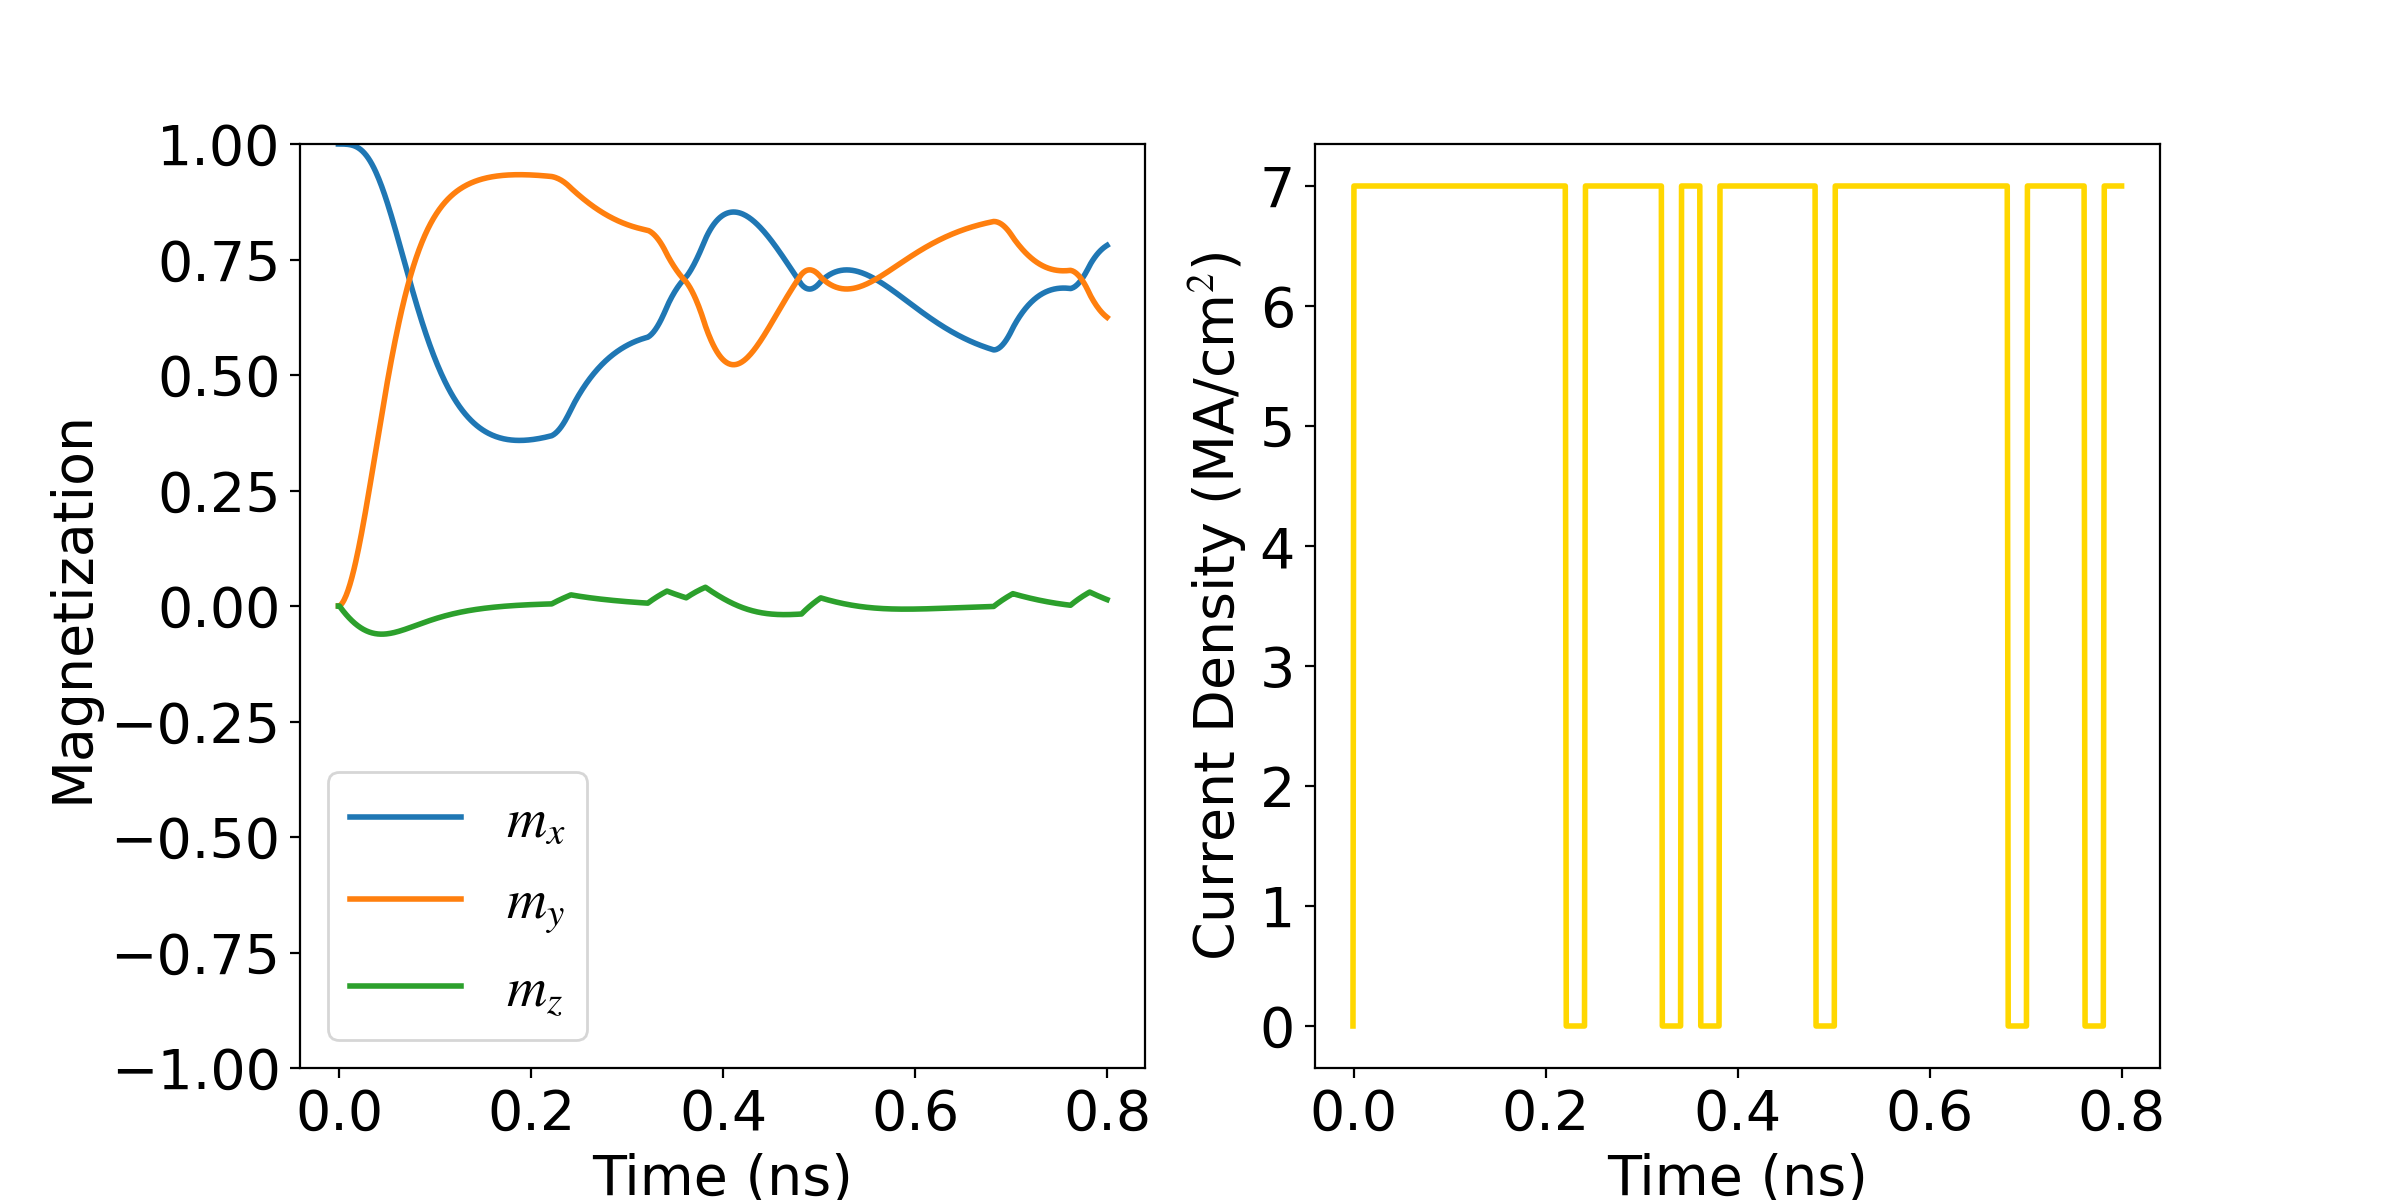 Magnetization
1.00
0.75
0.50
0.25
0.00
−0.25
−0.50
−0.75
−1.00
m_x
m_y
m_z
0.0 0.2 0.4 0.6 0.8
Time (ns)
Current Density (MA/cm²)
7
6
5
4
3
2
1
0
0.0 0.2 0.4 0.6 0.8
Time (ns)